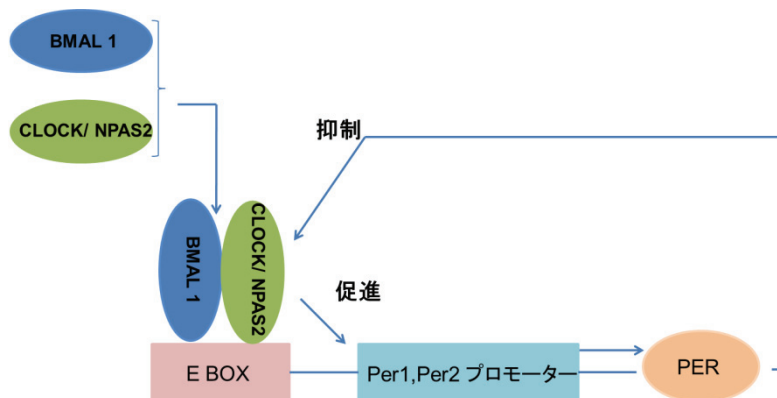 BMAL 1
CLOCK/ NPAS2
抑制
BMAL 1
CLOCK/ NPAS2
促進
E BOX
Per1,Per2 プロモーター
PER